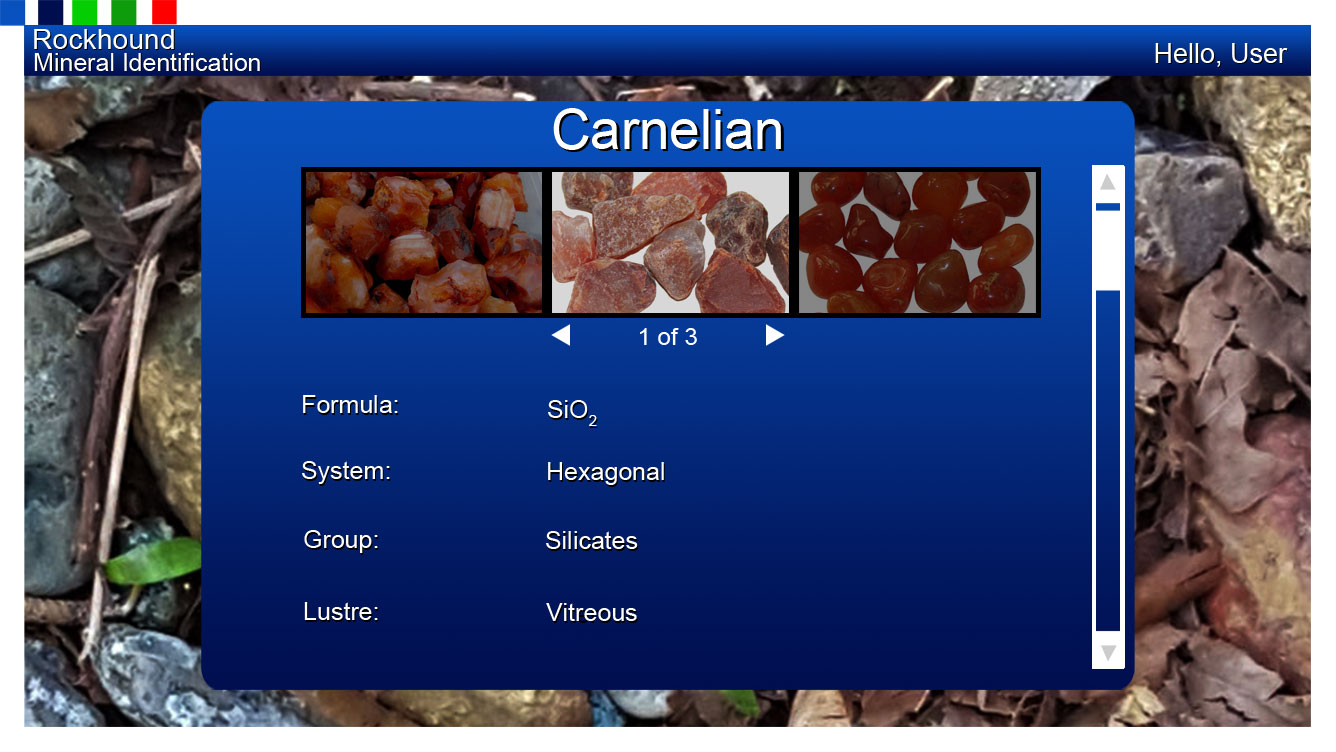 Rockhound
Mineral Identification
Hello, User
Carnelian
1 of 3
Formula: SiO₂
System: Hexagonal
Group: Silicates
Lustre: Vitreous